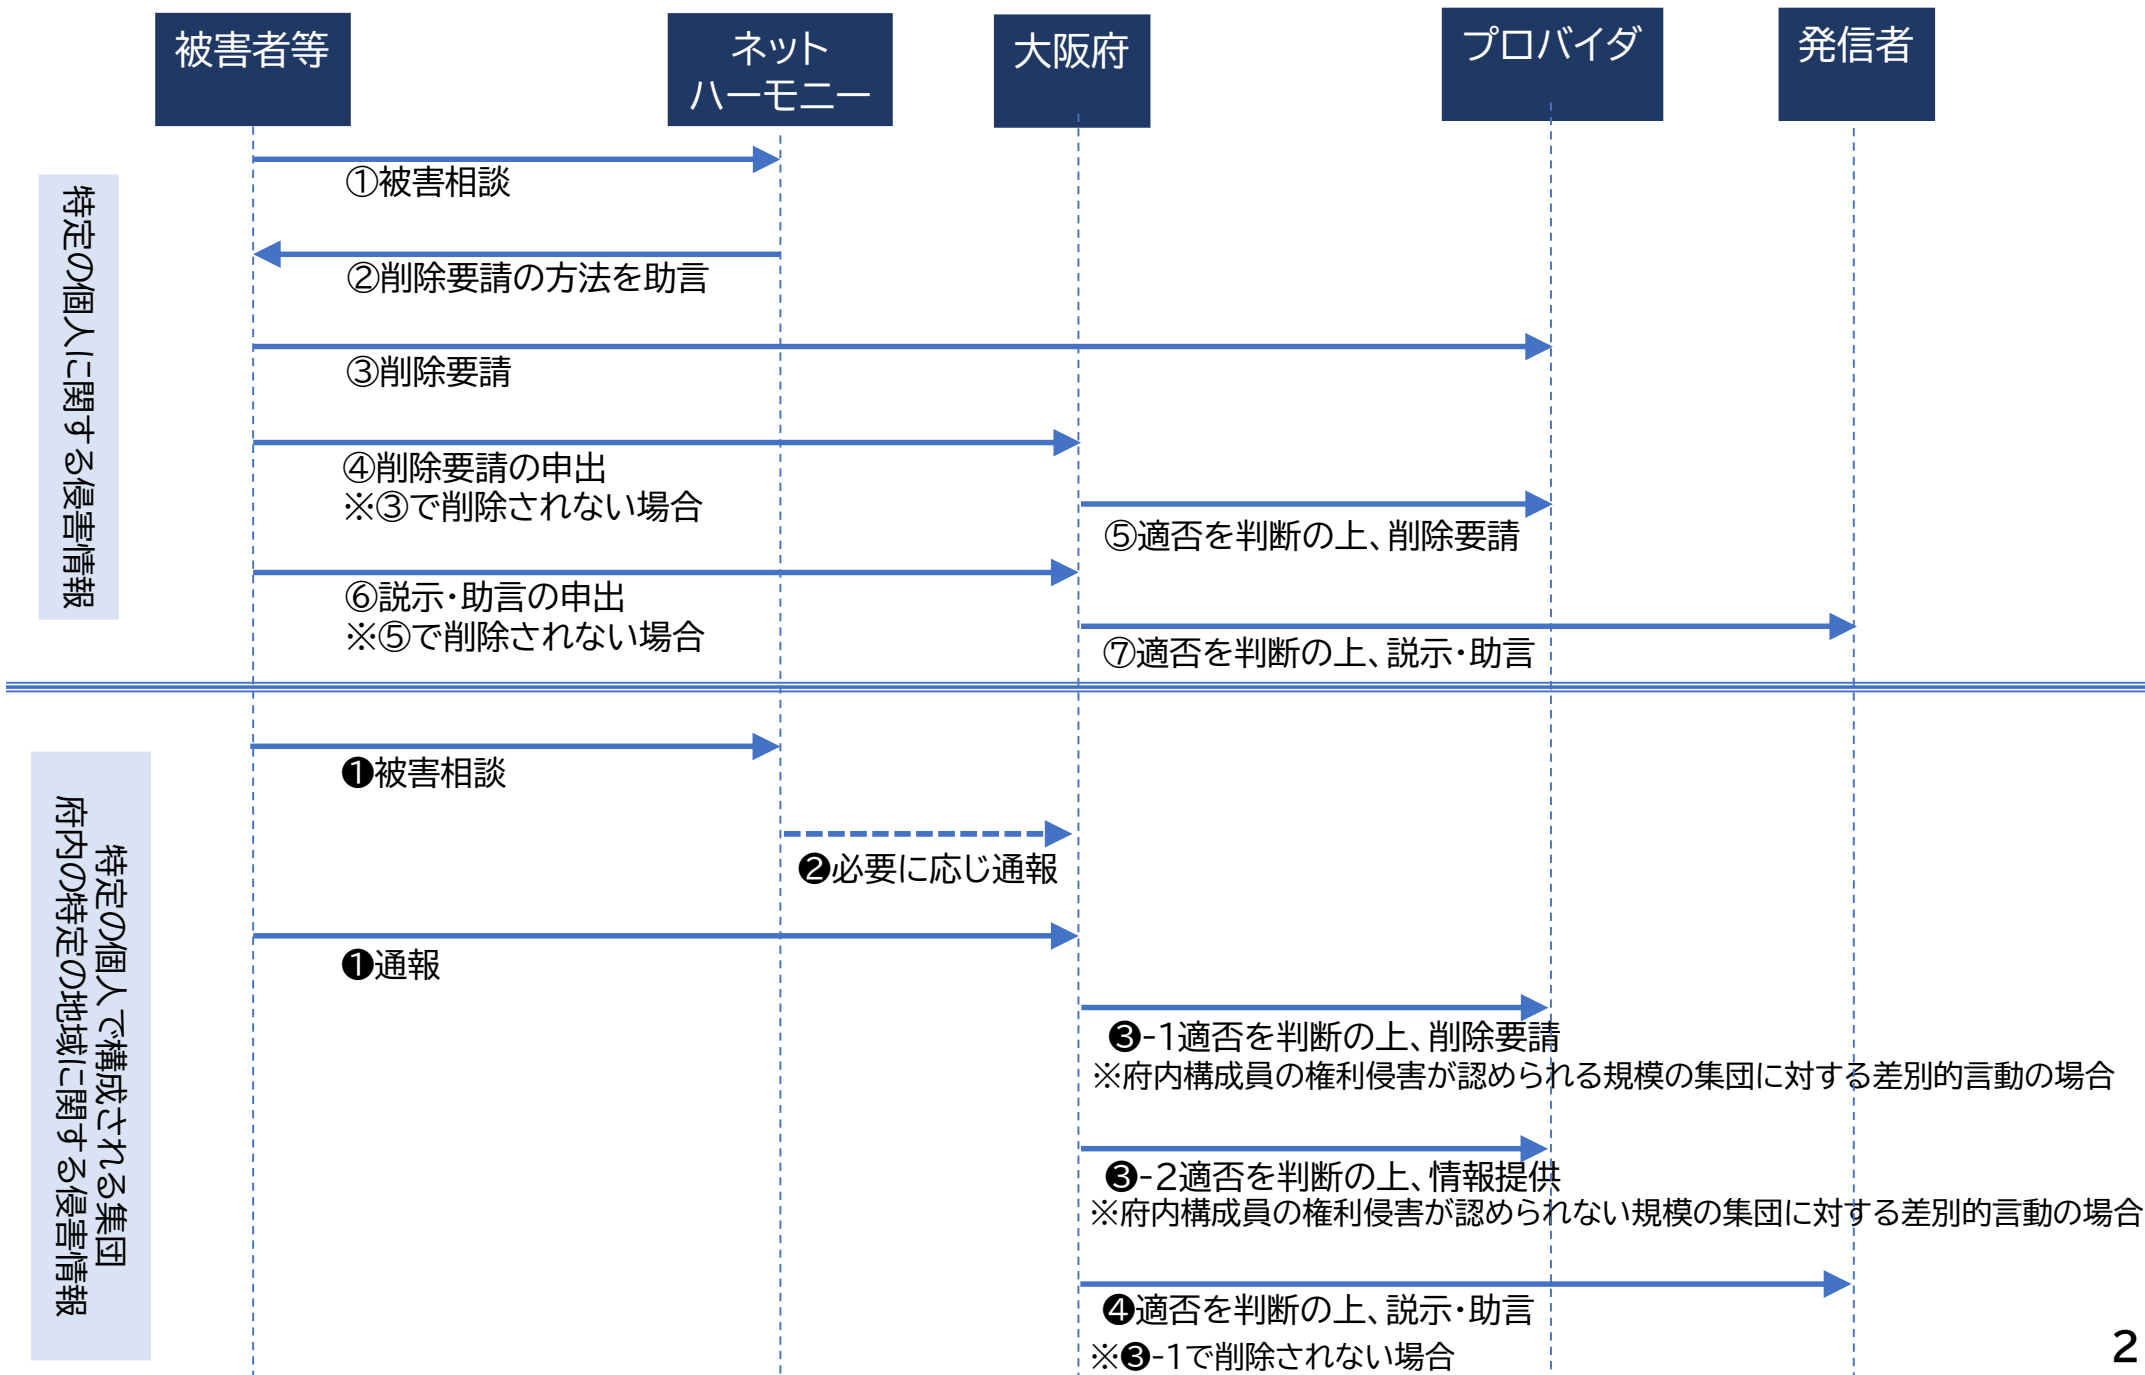 被害者等
ネット
ハーモニー
大阪府
プロバイダ
発信者
特定の個人に関する侵害情報
①被害相談
②削除要請の方法を助言
③削除要請
④削除要請の申出
※③で削除されない場合
⑤適否を判断の上、削除要請
⑥説示・助言の申出
※⑤で削除されない場合
⑦適否を判断の上、説示・助言
特定の個人で構成される集団
府内の特定の地域に関する侵害情報
❶被害相談
❷必要に応じ通報
❶通報
❸-1適否を判断の上、削除要請
※府内構成員の権利侵害が認められる規模の集団に対する差別的言動の場合
❸-2適否を判断の上、情報提供
※府内構成員の権利侵害が認められない規模の集団に対する差別的言動の場合
❹適否を判断の上、説示・助言
※❸-1で削除されない場合
2